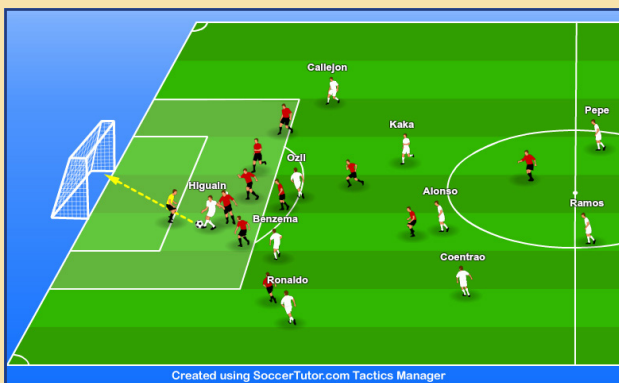 Callejon
Pepe
Kaka
Ozil
Higuain
Alonso
Ramos
Benzema
Coentrao
Ronaldo
Created using SoccerTutor.com Tactics Manager